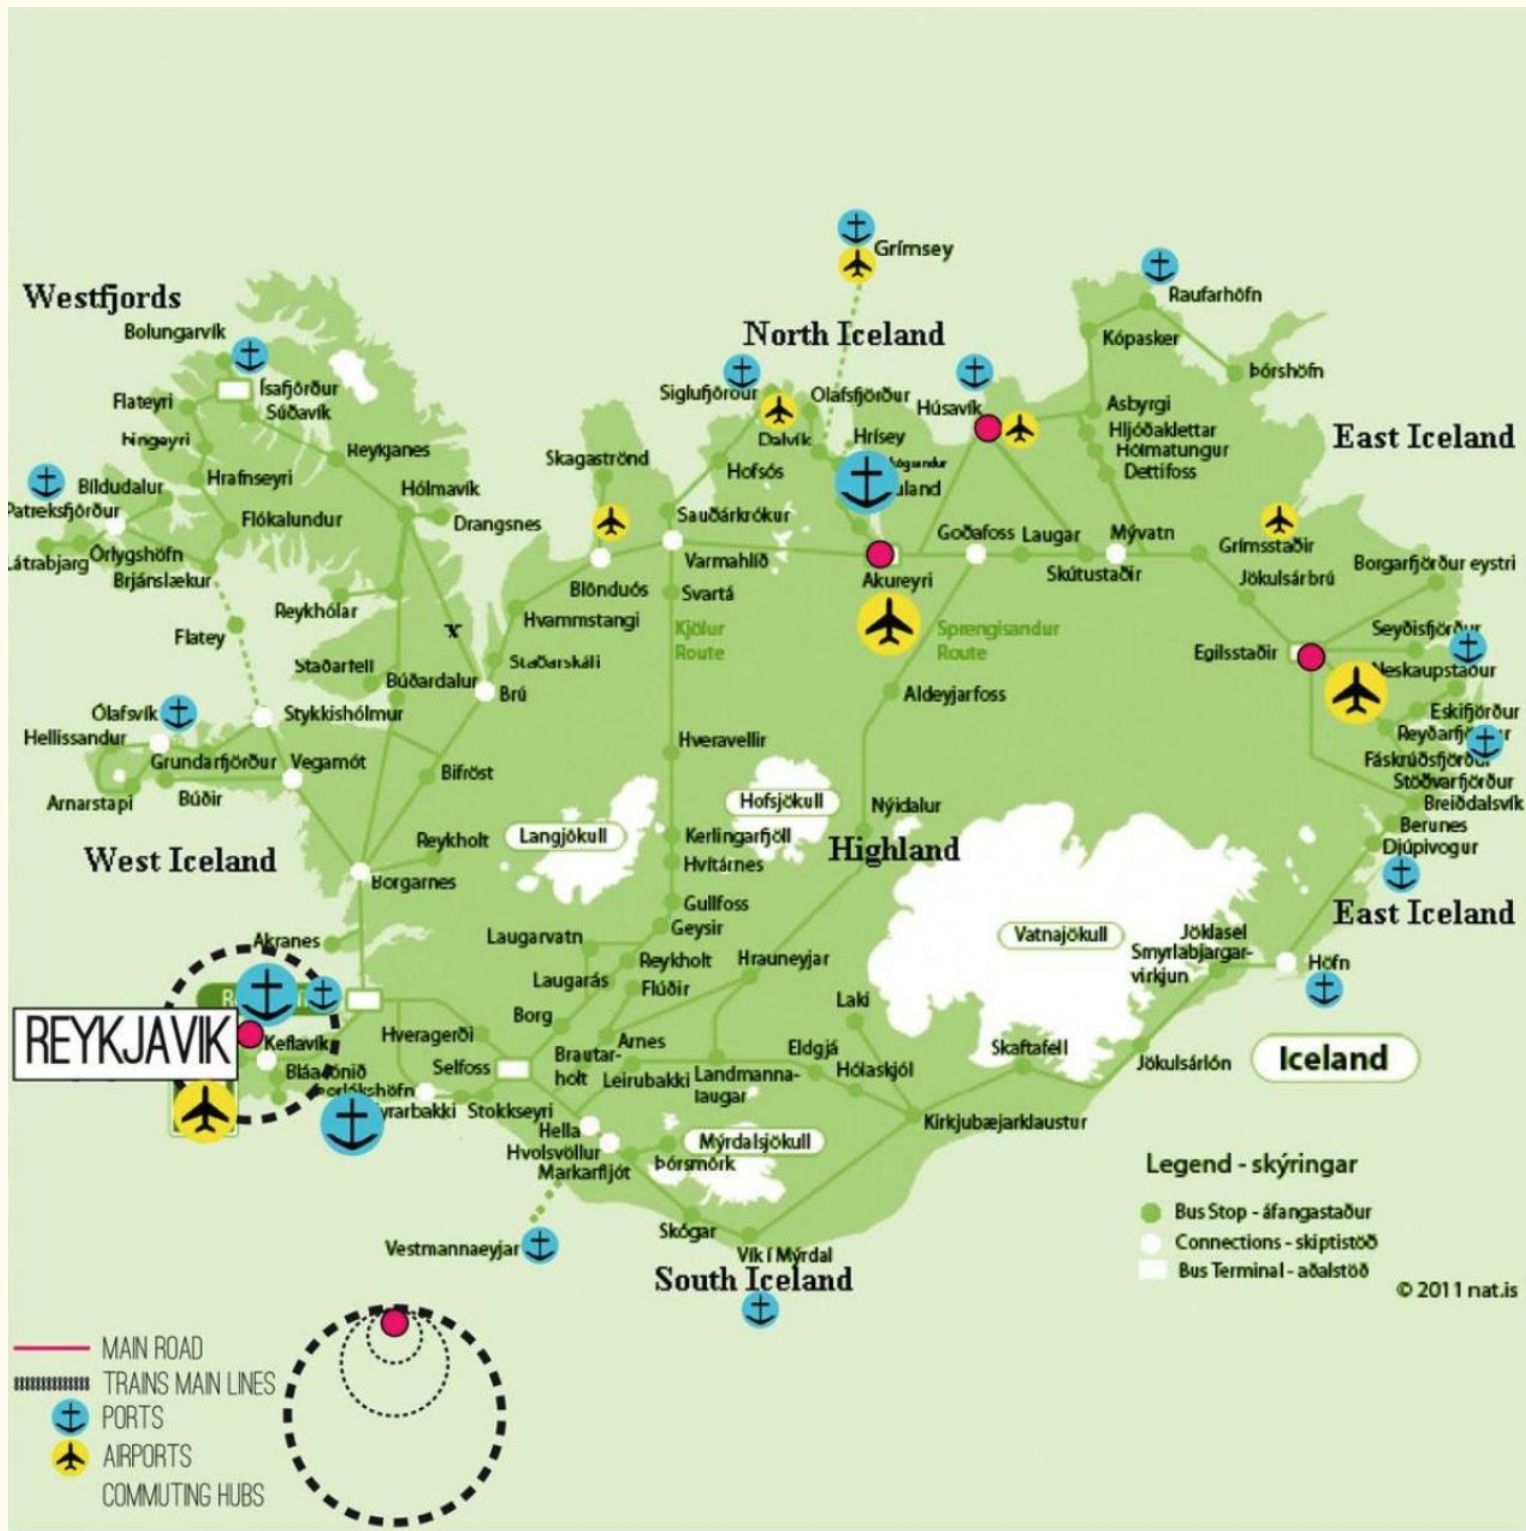 Grímsey
Westfjords
Raufarhöfn
Bolungarvík
North Iceland
Kópasker
Þórshöfn
Ísafjörður
Siglufjörður
Ólafsfjörður
Flateyri
Súðavík
Húsavík
Asbyrgi
Þingeyri
Dalvík
Hrísey
Hljóðaklettar
East Iceland
Reykjanes
Skagaströnd
Hofsós
Hólmatungur
Dettifoss
Bíldudalur
Hrafnseyri
Hólmavík
Patreksfjörður
Flókalundur
Drangsnes
Sauðárkrókur
Goðafoss
Laugar
Mývatn
Grímsstaðir
Látrabjarg
Örlygshöfn
Varmahlíð
Borgarfjörður eystri
Brjánslækur
Blönduós
Akureyri
Skútustaðir
Jökulsárbrú
Reykhólar
Svartá
Hvammstangi
Flatey
x
Kjölur
Route
Sprengisandur
Route
Seyðisfjörður
Staðarfell
Staðarskáli
Egilsstaðir
Neskaupstaður
Búðardalur
Brú
Aldeyjarfoss
Ólafsvík
Stykkishólmur
Eskifjörður
Hellissandur
Hveravellir
Reyðarfjörður
Grundarfjörður
Vegamót
Fáskrúðsfjörður
Bifröst
Stöðvarfjörður
Arnarstapi
Búðir
Hofsjökull
Nýidalur
Breiðdalsvík
Reykholt
Langjökull
Kerlingarfjöll
Berunes
West Iceland
Highland
Djúpivogur
Hvítárnes
Borgarnes
Gullfoss
East Iceland
Geysir
Akranes
Laugarvatn
Vatnajökull
Jöklasel
Reykholt
Hrauneyjar
Smyrlabjargar-
virkjun
Höfn
Laugarás
Flúðir
Laki
Borg
REYKJAVIK
Keflavík
Hveragerði
Arnes
Eldgjá
Skaftafell
Iceland
Selfoss
Brautar-
holt
Leirubakki
Landmanna-
laugar
Hólaskjól
Jökulsárlón
Stokkseyri
Hella
Kirkjubæjarklaustur
Hvolsvöllur
Mýrdalsjökull
Markarfljót
Þórsmörk
Skógar
Vestmannaeyjar
Vík í Mýrdal
South Iceland
Legend - skýringar
Bus Stop - áfangastaður
Connections - skiptistöð
Bus Terminal - aðalstöð
© 2011 nat.is
MAIN ROAD
TRAINS MAIN LINES
PORTS
AIRPORTS
COMMUTING HUBS